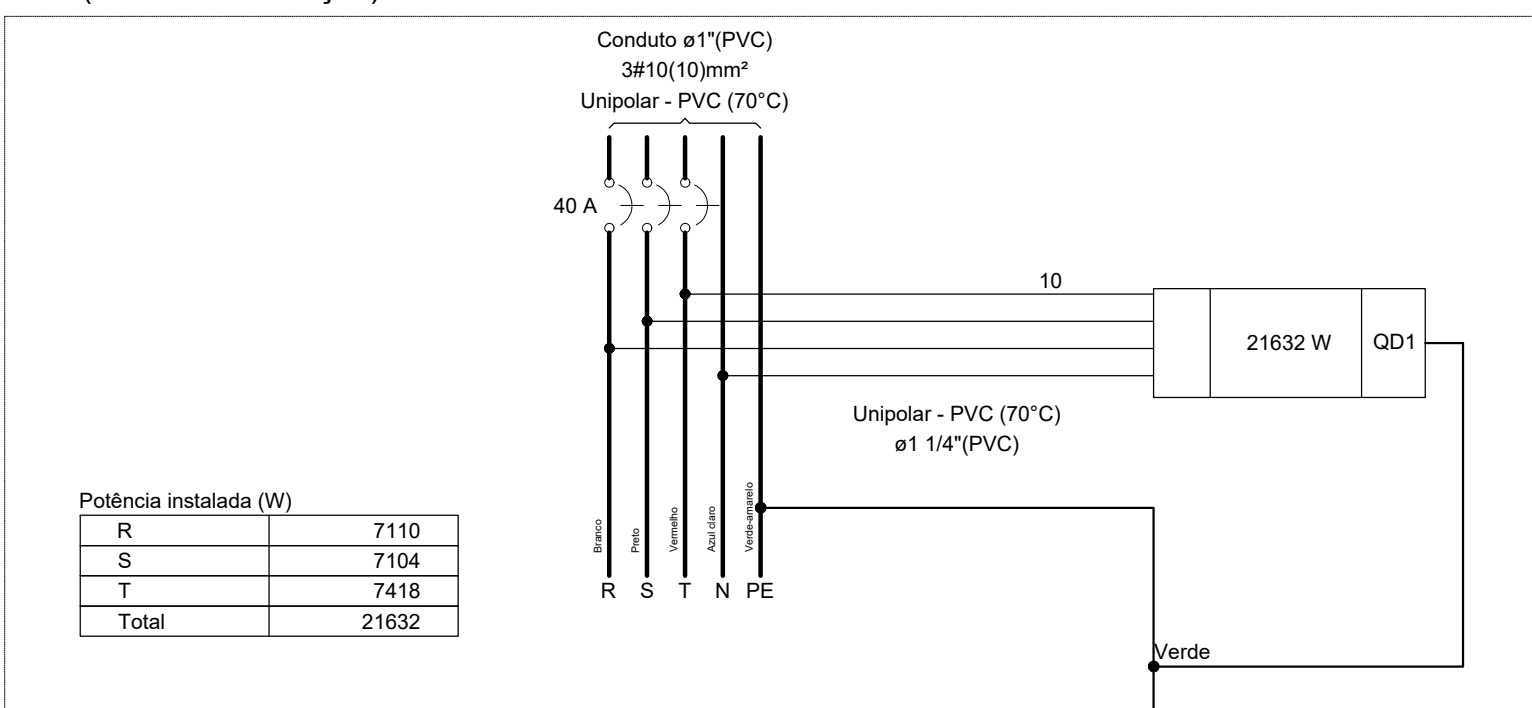 Conduto ø1"(PVC)
3#10(10)mm²
Unipolar - PVC (70°C)
40 A
10
21632 W
QD1
Unipolar - PVC (70°C)
ø1 1/4"(PVC)
Potência instalada (W)
R 7110
S 7104
T 7418
Total 21632
Branco
Preto
Vermelho
Azul claro
Verde-amarelo
R S T N PE
Verde